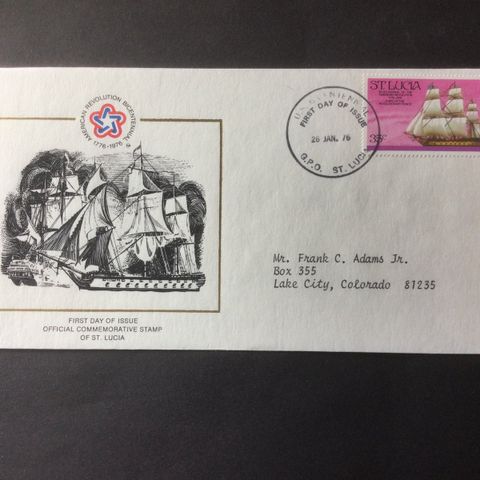 AMERICAN REVOLUTION BICENTENNIAL
1776-1976
FIRST DAY OF ISSUE
OFFICIAL COMMEMORATIVE STAMP
OF ST. LUCIA
U.S. BICENTENNIAL
FIRST DAY OF ISSUE
26 JAN. 76
G.P.O. ST. LUCIA
ST. LUCIA
35c
Mr. Frank C. Adams Jr.
Box 355
Lake City, Colorado 81235